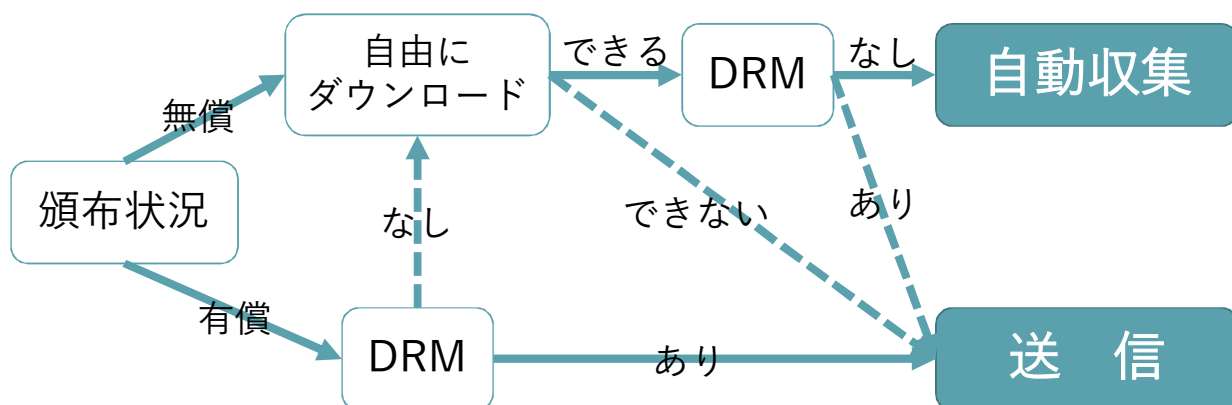 自由に
ダウンロード
できる
DRM
なし
自動収集
無償
頒布状況
なし
できない
あり
有償
DRM
あり
送　信